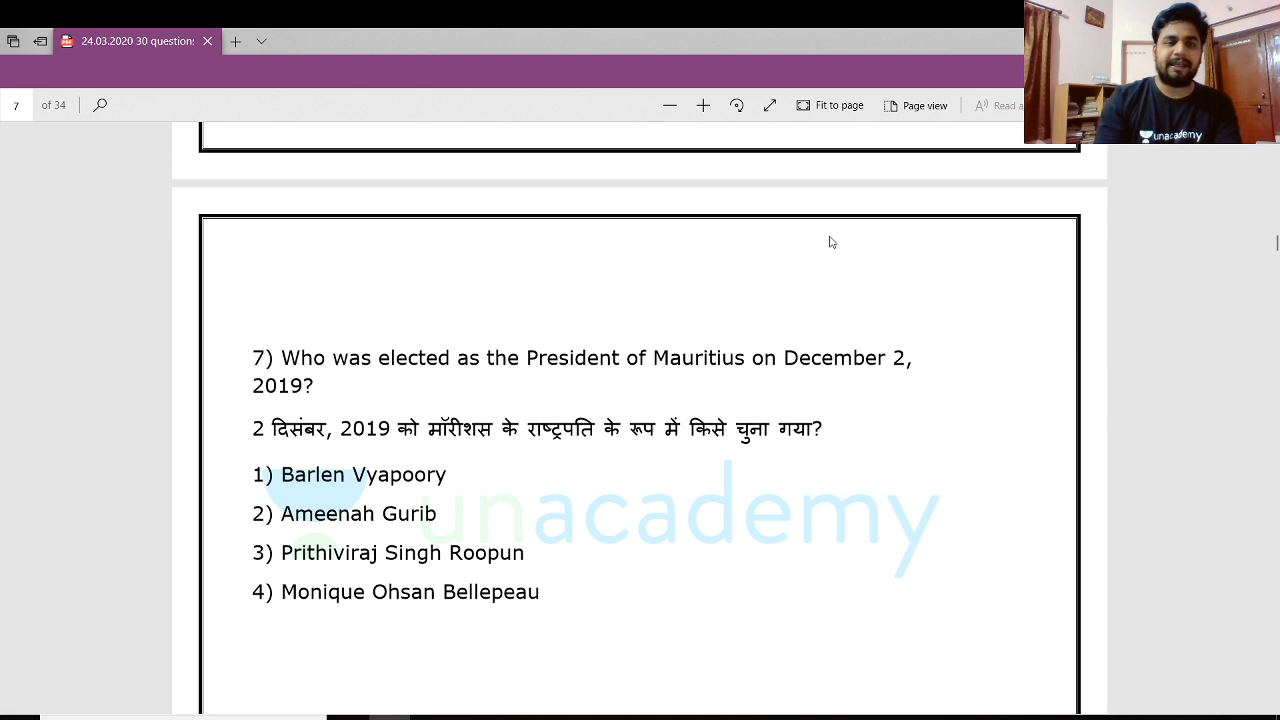 24.03.2020 30 questions
7 of 34
Fit to page
Page view
Read a
unacademy
7) Who was elected as the President of Mauritius on December 2,
2019?
2 दिसंबर, 2019 को मॉरीशस के राष्ट्रपति के रूप में किसे चुना गया?
1) Barlen Vyapoory
2) Ameenah Gurib
3) Prithiviraj Singh Roopun
4) Monique Ohsan Bellepeau
unacademy